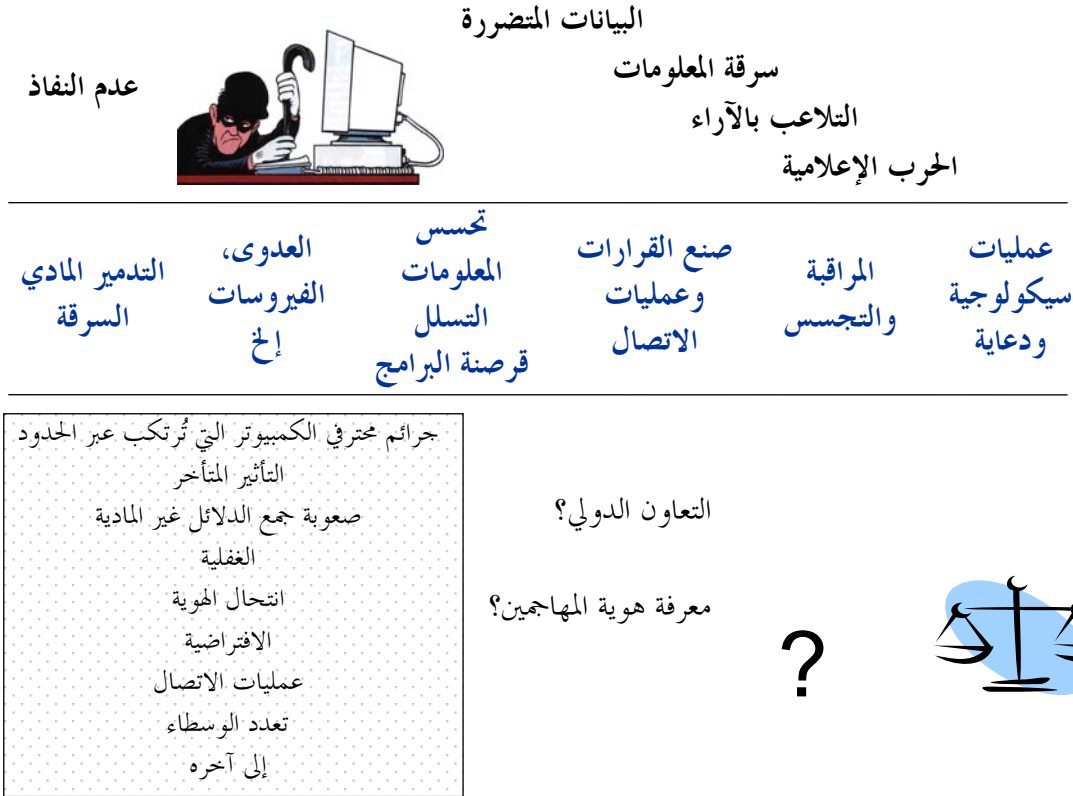 البيانات المتضررة
سرقة المعلومات
التلاعب بالآراء
الحرب الإعلامية
عدم النفاذ
عمليات
سيكولوجية
ودعاية
المراقبة
والتجسس
صنع القرارات
وعمليات
الاتصال
تحسس
المعلومات
التسلل
قرصنة البرامج
العدوى،
الفيروسات
إلخ
التدمير المادي
السرقة
التعاون الدولي؟
معرفة هوية المهاجمين؟
?
جرائم محترفي الكمبيوتر التي تُرتكب عبر الحدود
التأثير المتأخر
صعوبة جمع الدلائل غير المادية
الغفلية
انتحال الهوية
الافتراضية
عمليات الاتصال
تعدد الوسطاء
إلى آخره